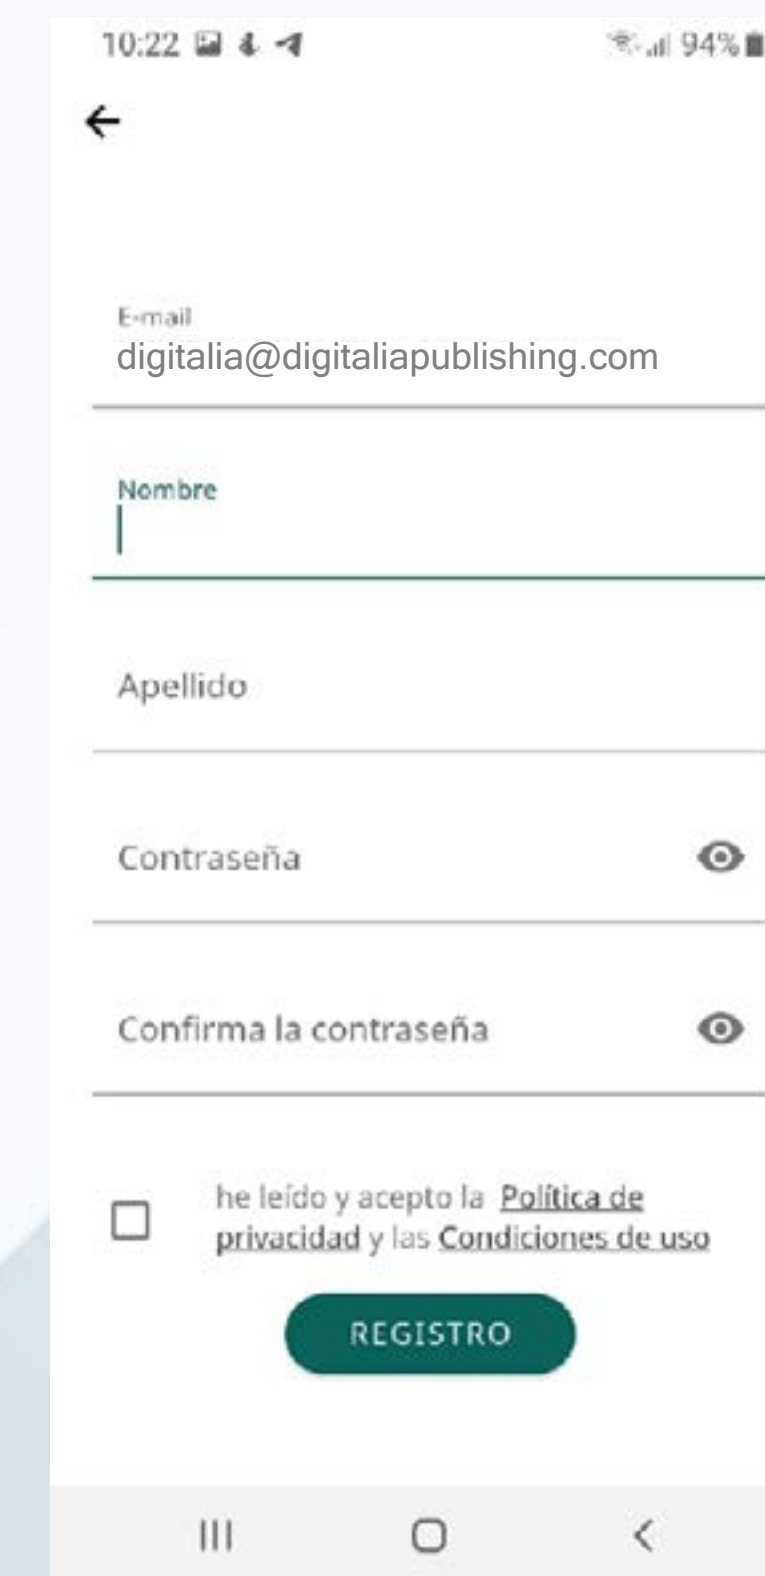 10:22
94%
E-mail
digitalia@digitaliapublishing.com
Nombre
Apellido
Contraseña
Confirma la contraseña
he leído y acepto la Política de
privacidad y las Condiciones de uso
REGISTRO